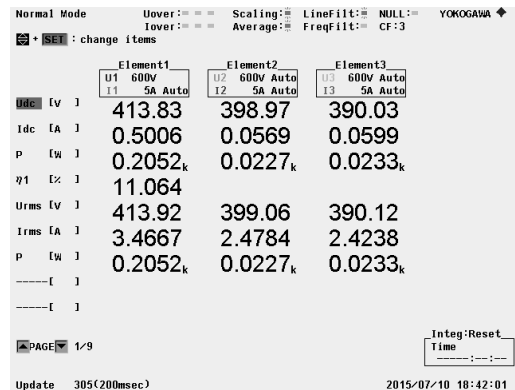 Normal Mode Uover: Scaling: LineFilt: NULL: YOKOGAWA
Iover: Average: FreqFilt: CF:3
+ SET : change items
Element1 Element2 Element3
U1 600V U2 600V Auto U3 600V Auto
I1 5A Auto I2 5A Auto I3 5A Auto
Udc [V ] 413.83 398.97 390.03
Idc [A ] 0.5006 0.0569 0.0599
P [W ] 0.2052k 0.0227k 0.0233k
η1 [% ] 11.064
Urms [V ] 413.92 399.06 390.12
Irms [A ] 3.4667 2.4784 2.4238
P [W ] 0.2052k 0.0227k 0.0233k
-----[ ]
-----[ ]
PAGE 1/9
Integ:Reset
Time
-----:--:--
Update 305(200msec) 2015/07/10 18:42:01